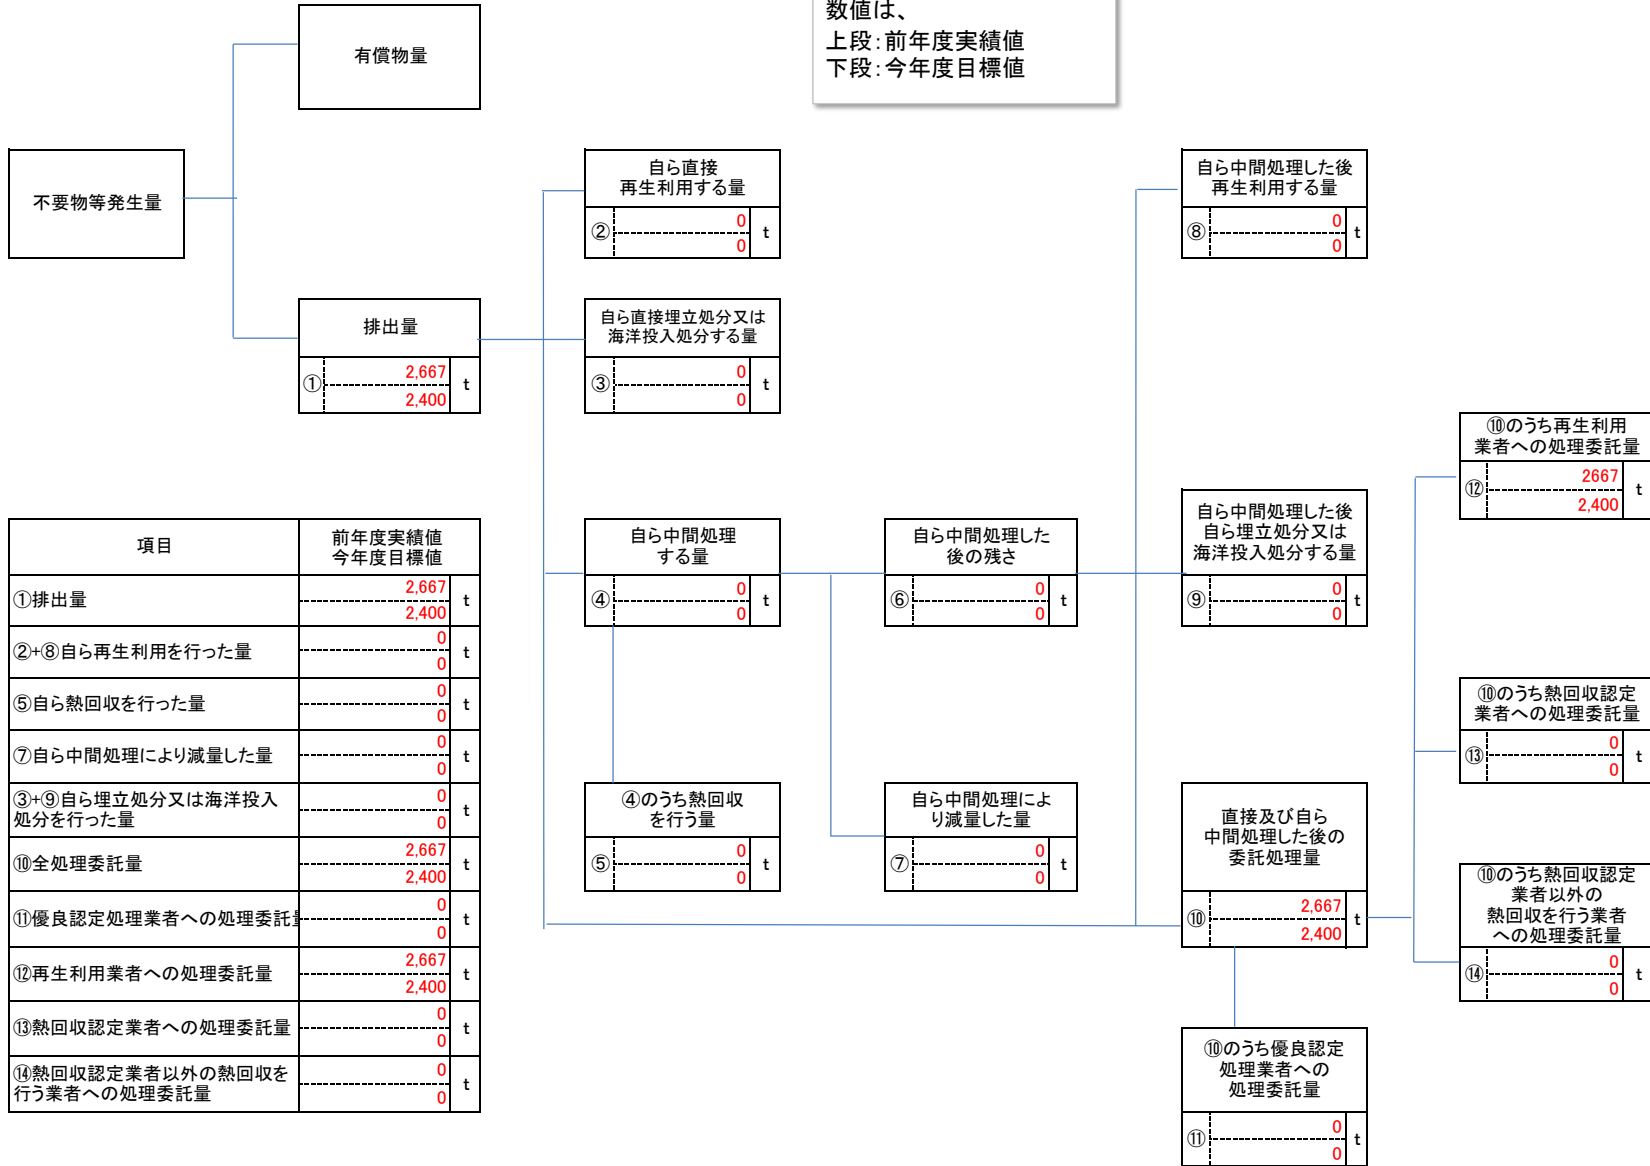 数値は、
上段：前年度実績値
下段：今年度目標値
有償物量
不要物等発生量
自ら直接
再生利用する量
②
0
0
t
自ら中間処理した後
再生利用する量
⑧
0
0
t
排出量
①
2,667
2,400
t
自ら直接埋立処分又は
海洋投入処分する量
③
0
0
t
⑩のうち再生利用
業者への処理委託量
⑫
2667
2,400
t
自ら中間処理
する量
④
0
0
t
自ら中間処理した
後の残さ
⑥
0
0
t
自ら中間処理した後
自ら埋立処分又は
海洋投入処分する量
⑨
0
0
t
⑩のうち熱回収認定
業者への処理委託量
⑬
0
0
t
④のうち熱回収
を行う量
⑤
0
0
t
自ら中間処理によ
り減量した量
⑦
0
0
t
直接及び自ら
中間処理した後の
委託処理量
⑩
2,667
2,400
t
⑩のうち熱回収認定
業者以外の
熱回収を行う業者
への処理委託量
⑭
0
0
t
⑩のうち優良認定
処理業者への
処理委託量
⑪
0
0
t
項目
前年度実績値
今年度目標値
①排出量
2,667
2,400
t
②+⑧自ら再生利用を行った量
0
0
t
⑤自ら熱回収を行った量
0
0
t
⑦自ら中間処理により減量した量
0
0
t
③+⑨自ら埋立処分又は海洋投入
処分を行った量
0
0
t
⑩全処理委託量
2,667
2,400
t
⑪優良認定処理業者への処理委託
0
0
t
⑫再生利用業者への処理委託量
2,667
2,400
t
⑬熱回収認定業者への処理委託量
0
0
t
⑭熱回収認定業者以外の熱回収を
行う業者への処理委託量
0
0
t